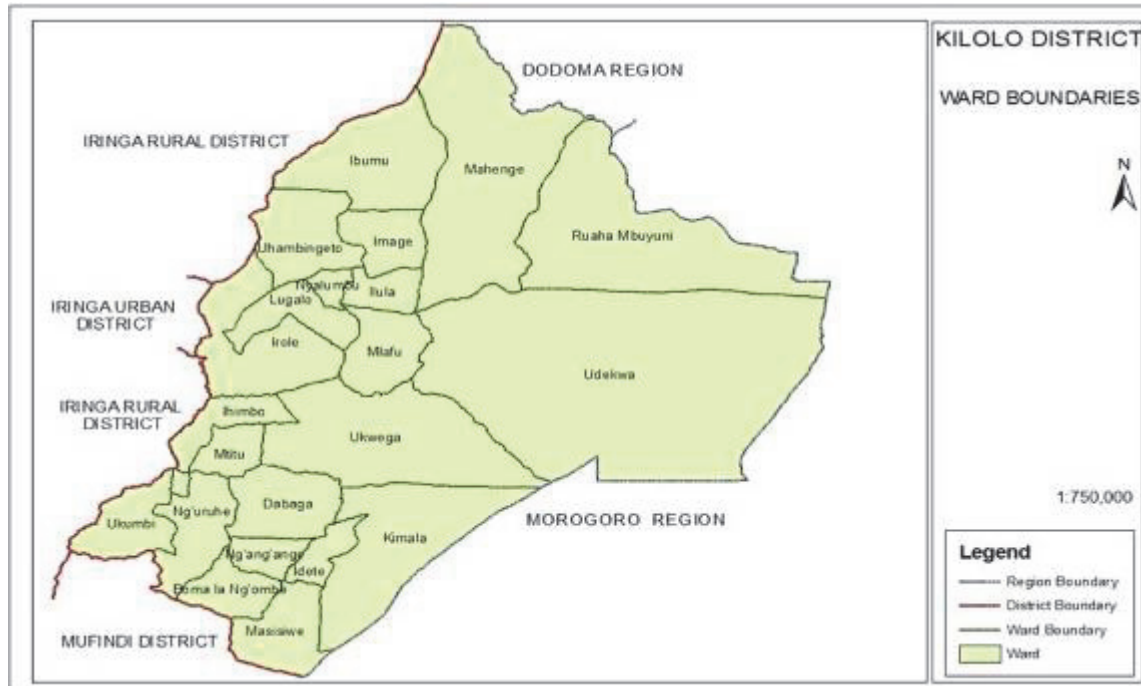 KILOLO DISTRICT
WARD BOUNDARIES
N
1:750,000
Legend
Region Boundary
District Boundary
Ward Boundary
Ward
DODOMA REGION
IRINGA RURAL DISTRICT
Ibumu
Mahenge
Ruaha Mbuyuni
Image
Uhambingeto
Ngalumbu
Ilula
Lugalo
IRINGA URBAN
DISTRICT
Irole
Mlafu
Udekwa
IRINGA RURAL
DISTRICT
Ihimbo
Ukwega
Mtitu
Dabaga
Ng'uruhe
Ukumbi
MOROGORO REGION
Kimala
Ng'ang'ange
Idete
Boma la Ng'ombe
Masisiwe
MUFINDI DISTRICT